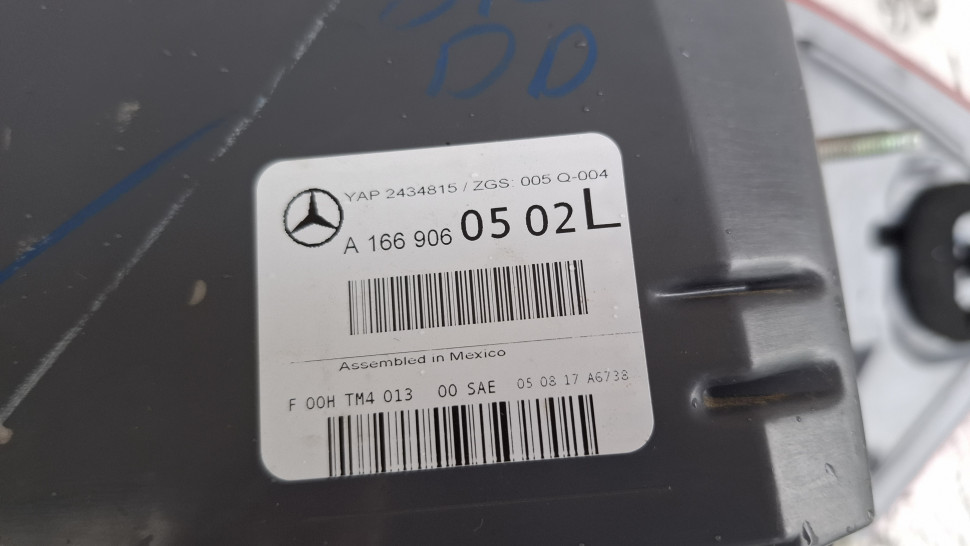 DD
YAP 2434815 / ZGS: 005 Q-004
A 166 906 05 02 L
Assembled in Mexico
F 00H TM4 013 00 SAE 05 08 17 A6738